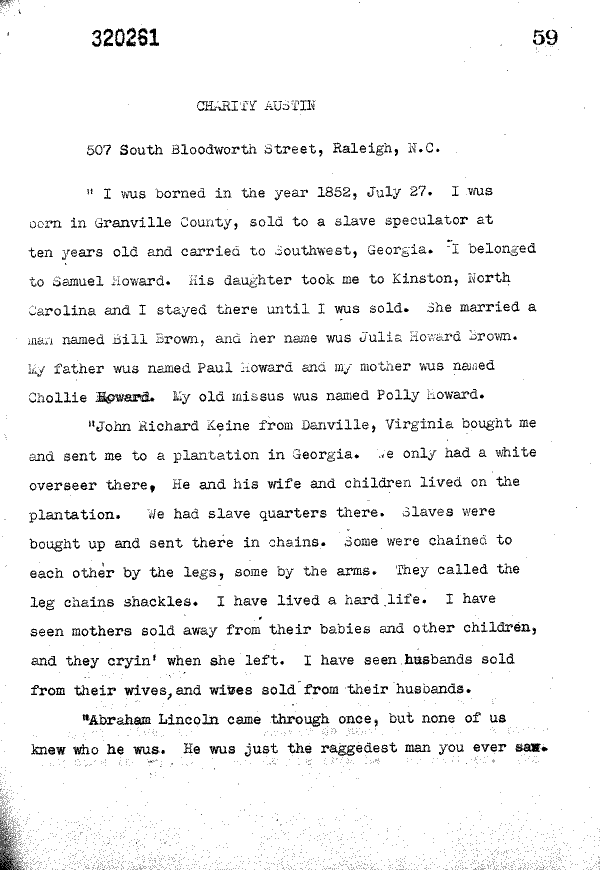 320261
59
CHARITY AUSTIN
507 South Bloodworth Street, Raleigh, N.C.
" I wus borned in the year 1852, July 27. I wus
born in Granville County, sold to a slave speculator at
ten years old and carried to Southwest, Georgia. I belonged
to Samuel Howard. His daughter took me to Kinston, North
Carolina and I stayed there until I wus sold. She married a
man named Bill Brown, and her name wus Julia Howard Brown.
My father wus named Paul Howard and my mother wus named
Chollie Howard. My old missus wus named Polly Howard.
"John Richard Keine from Danville, Virginia bought me
and sent me to a plantation in Georgia. We only had a white
overseer there, He and his wife and children lived on the
plantation. We had slave quarters there. Slaves were
bought up and sent there in chains. Some were chained to
each other by the legs, some by the arms. They called the
leg chains shackles. I have lived a hard life. I have
seen mothers sold away from their babies and other children,
and they cryin' when she left. I have seen husbands sold
from their wives, and wives sold from their husbands.
"Abraham Lincoln came through once, but none of us
knew who he wus. He wus just the raggedest man you ever saw.